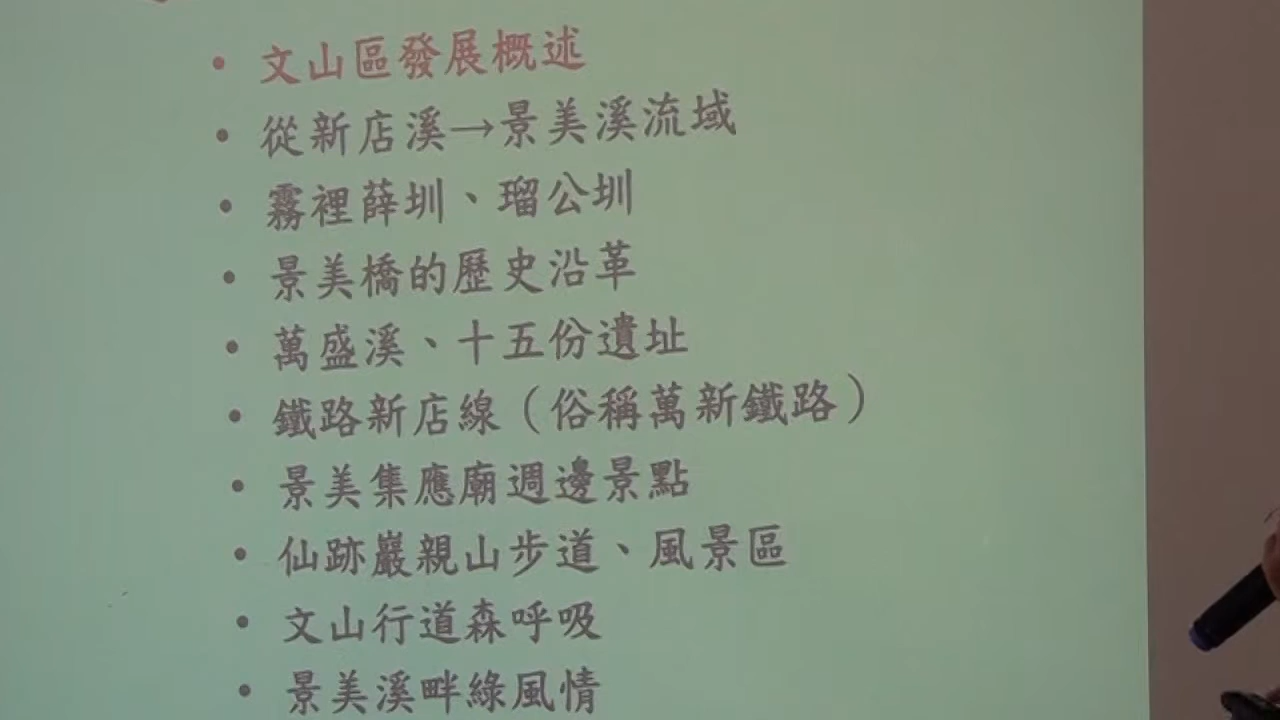 • 文山區發展概述
• 從新店溪→景美溪流域
• 霧裡薛圳、瑠公圳
• 景美橋的歷史沿革
• 萬盛溪、十五份遺址
• 鐵路新店線（俗稱萬新鐵路）
• 景美集應廟週邊景點
• 仙跡巖親山步道、風景區
• 文山行道森呼吸
• 景美溪畔綠風情